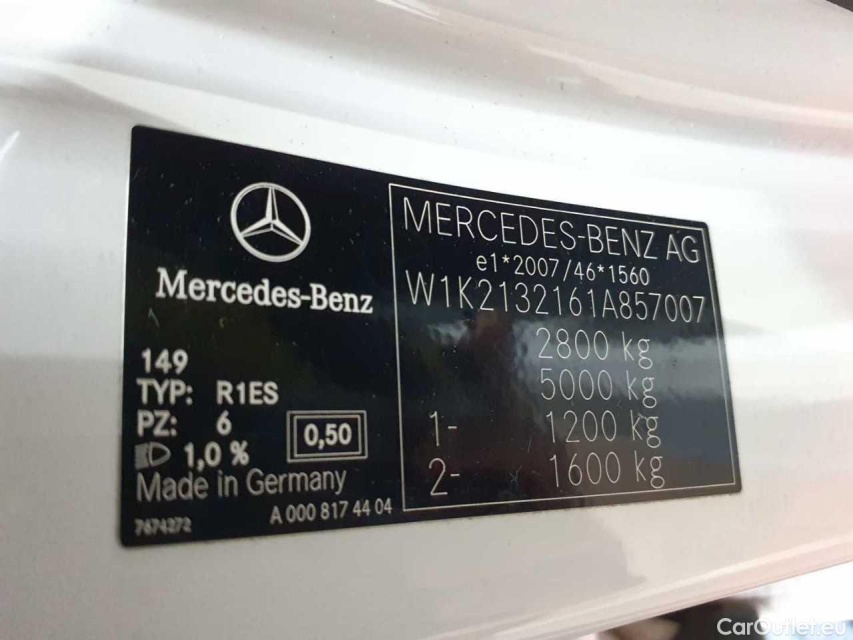 Mercedes-Benz
149
TYP: R1ES
PZ: 6
0,50
1,0 %
Made in Germany
7674272
A 000 817 44 04
MERCEDES-BENZ AG
e1*2007/46*1560
W1K2132161A857007
2800 kg
5000 kg
1- 1200 kg
2- 1600 kg
CarOutlet.eu